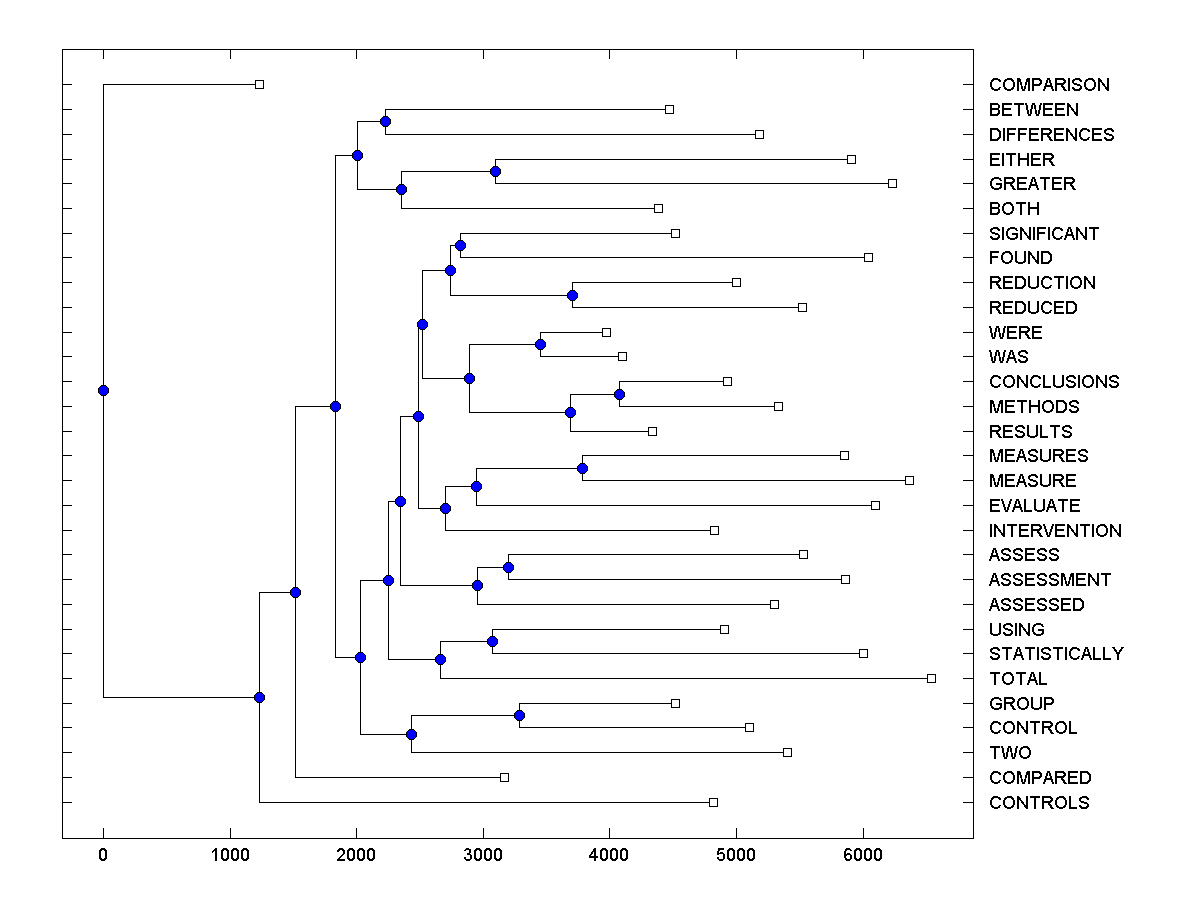 COMPARISON
BETWEEN
DIFFERENCES
EITHER
GREATER
BOTH
SIGNIFICANT
FOUND
REDUCTION
REDUCED
WERE
WAS
CONCLUSIONS
METHODS
RESULTS
MEASURES
MEASURE
EVALUATE
INTERVENTION
ASSESS
ASSESSMENT
ASSESSED
USING
STATISTICALLY
TOTAL
GROUP
CONTROL
TWO
COMPARED
CONTROLS
0 1000 2000 3000 4000 5000 6000